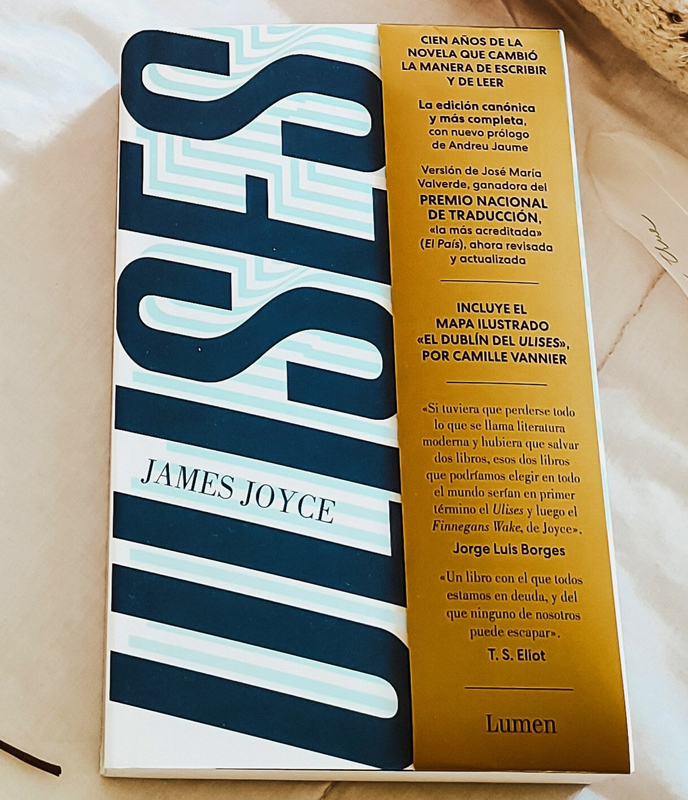 ULISES
JAMES JOYCE
CIEN AÑOS DE LA
NOVELA QUE CAMBIÓ
LA MANERA DE ESCRIBIR
Y DE LEER
La edición canónica
y más completa,
con nuevo prólogo
de Andreu Jaume
Versión de José María
Valverde, ganadora del
PREMIO NACIONAL
DE TRADUCCIÓN,
«la más acreditada»
(El País), ahora revisada
y actualizada
INCLUYE EL
MAPA ILUSTRADO
«EL DUBLÍN DEL ULISES»,
POR CAMILLE VANNIER
«Si tuviera que perderse todo
lo que se llama literatura
moderna y hubiera que salvar
dos libros, esos dos libros
que podríamos elegir en todo
el mundo serían en primer
término el Ulises y luego el
Finnegans Wake, de Joyce».
Jorge Luis Borges
«Un libro con el que todos
estamos en deuda, y del
que ninguno de nosotros
puede escapar».
T. S. Eliot
Lumen